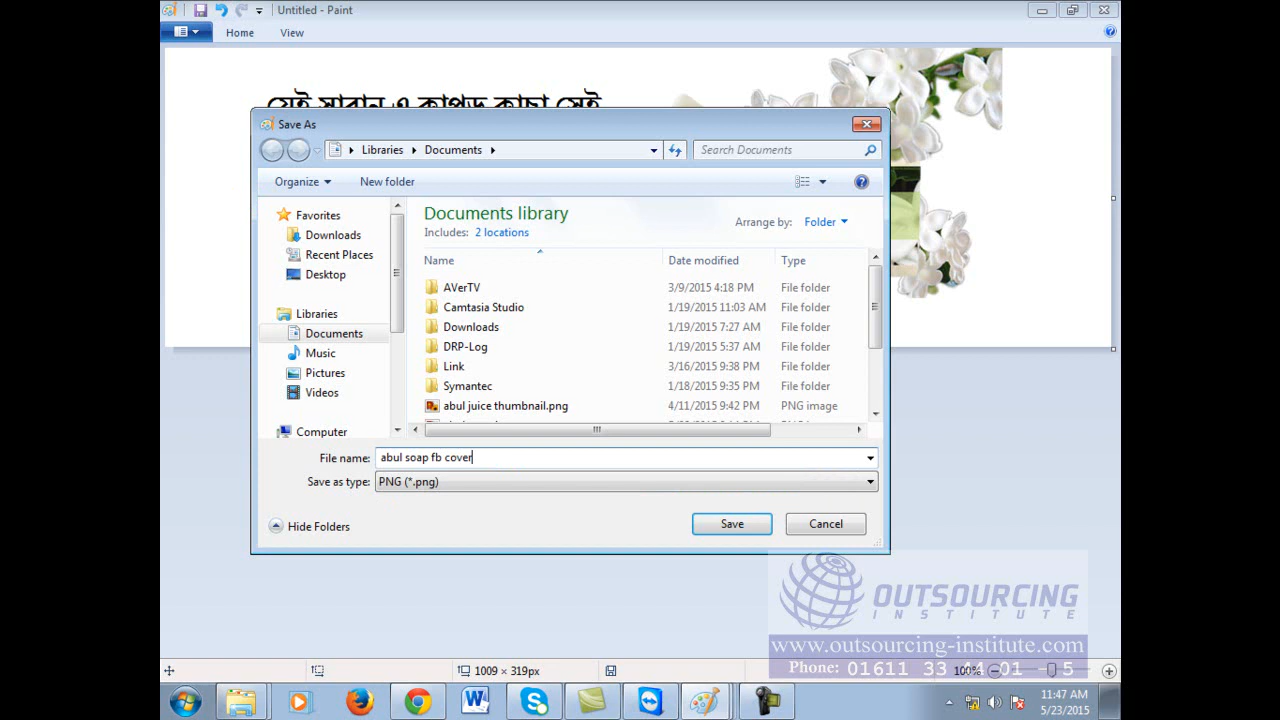 Untitled - Paint
Home View
যেই সাবান এ কাপড় কাচা সেই
Save As
Libraries Documents
Search Documents
Organize
New folder
Favorites
Downloads
Recent Places
Desktop
Libraries
Documents
Music
Pictures
Videos
Computer
Documents library
Includes: 2 locations
Arrange by: Folder
Name Date modified Type
AVerTV 3/9/2015 4:18 PM File folder
Camtasia Studio 1/19/2015 11:03 AM File folder
Downloads 1/19/2015 7:27 AM File folder
DRP-Log 1/19/2015 5:37 AM File folder
Link 3/16/2015 9:38 PM File folder
Symantec 1/18/2015 9:35 PM File folder
abul juice thumbnail.png 4/11/2015 9:42 PM PNG image
File name: abul soap fb cover
Save as type: PNG (*.png)
Hide Folders
Save
Cancel
OUTSOURCING
INSTITUTE
www.outsourcing-institute.com
Phone: 01611 33 01 5
1009 × 319px
100%
11:47 AM
5/23/2015